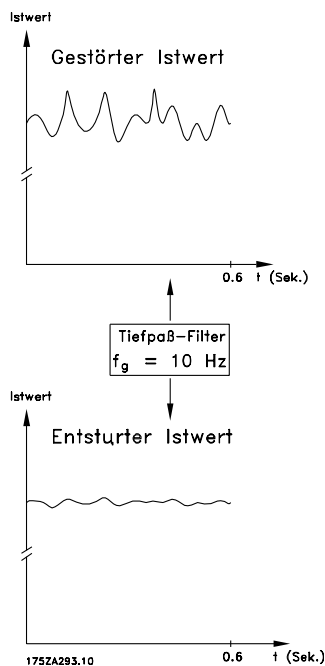 Istwert
Gestörter Istwert
0.6 t (Sek.)
Tiefpaß-Filter
fg = 10 Hz
Istwert
Entsturter Istwert
0.6 t (Sek.)
175ZA293.10